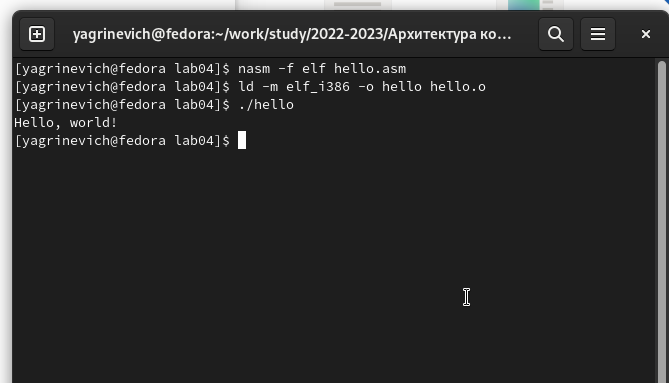 yagrinevich@fedora:~/work/study/2022-2023/Архитектура ко...
[yagrinevich@fedora lab04]$ nasm -f elf hello.asm
[yagrinevich@fedora lab04]$ ld -m elf_i386 -o hello hello.o
[yagrinevich@fedora lab04]$ ./hello
Hello, world!
[yagrinevich@fedora lab04]$